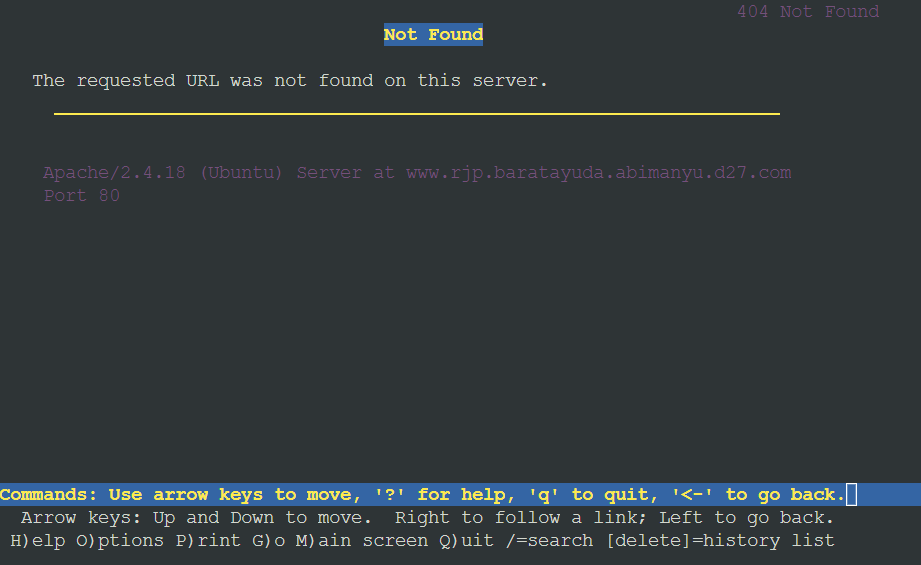 404 Not Found
Not Found
The requested URL was not found on this server.
Apache/2.4.18 (Ubuntu) Server at www.rjp.baratayuda.abimanyu.d27.com
Port 80
Commands: Use arrow keys to move, '?' for help, 'q' to quit, '<-' to go back.
Arrow keys: Up and Down to move.  Right to follow a link; Left to go back.
H)elp O)ptions P)rint G)o M)ain screen Q)uit /=search [delete]=history list